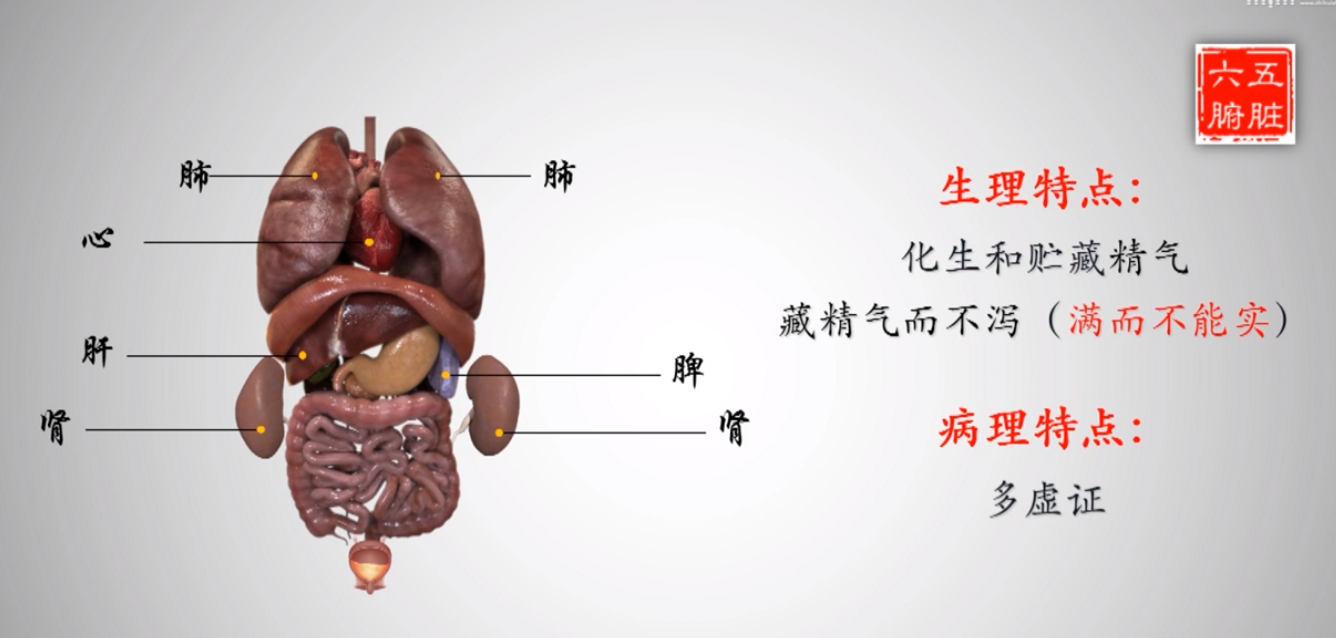 五脏
六腑
肺
肺
心
肝
脾
肾
肾
生理特点：
化生和贮藏精气
藏精气而不泻（满而不能实）
病理特点：
多虚证